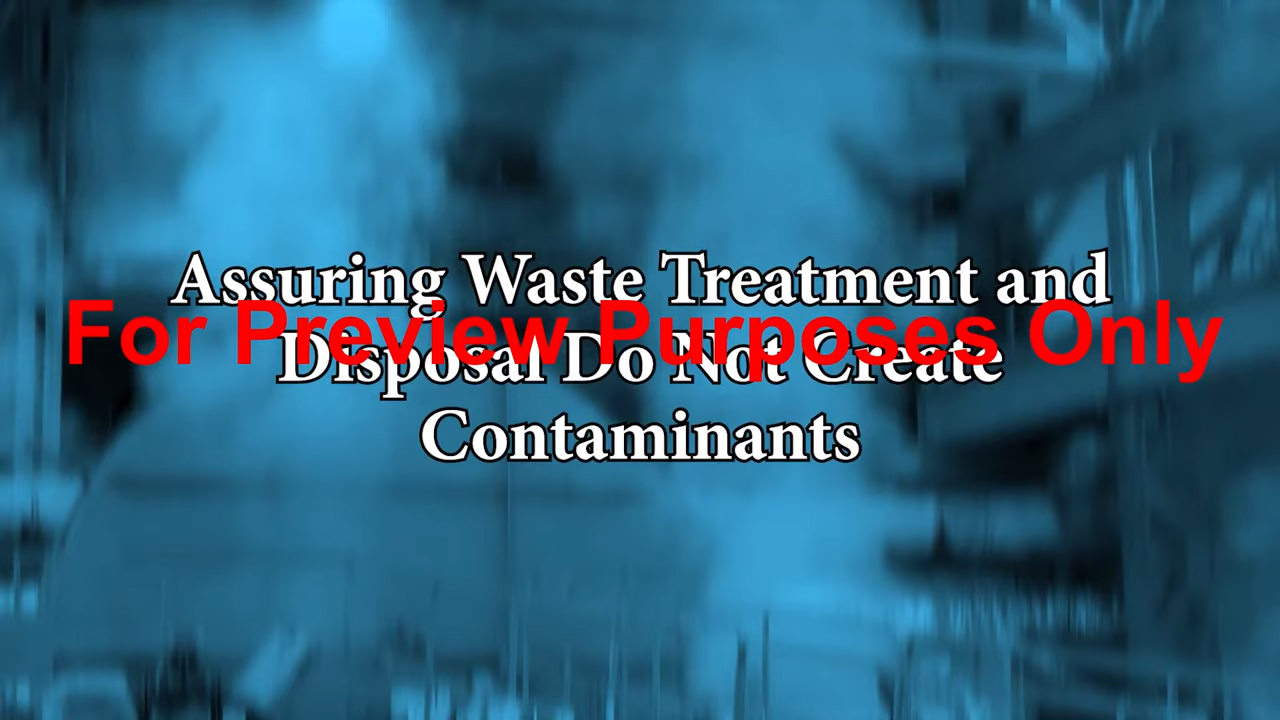 Assuring Waste Treatment and
For Preview Purposes Only
Disposal Do Not Create
Contaminants